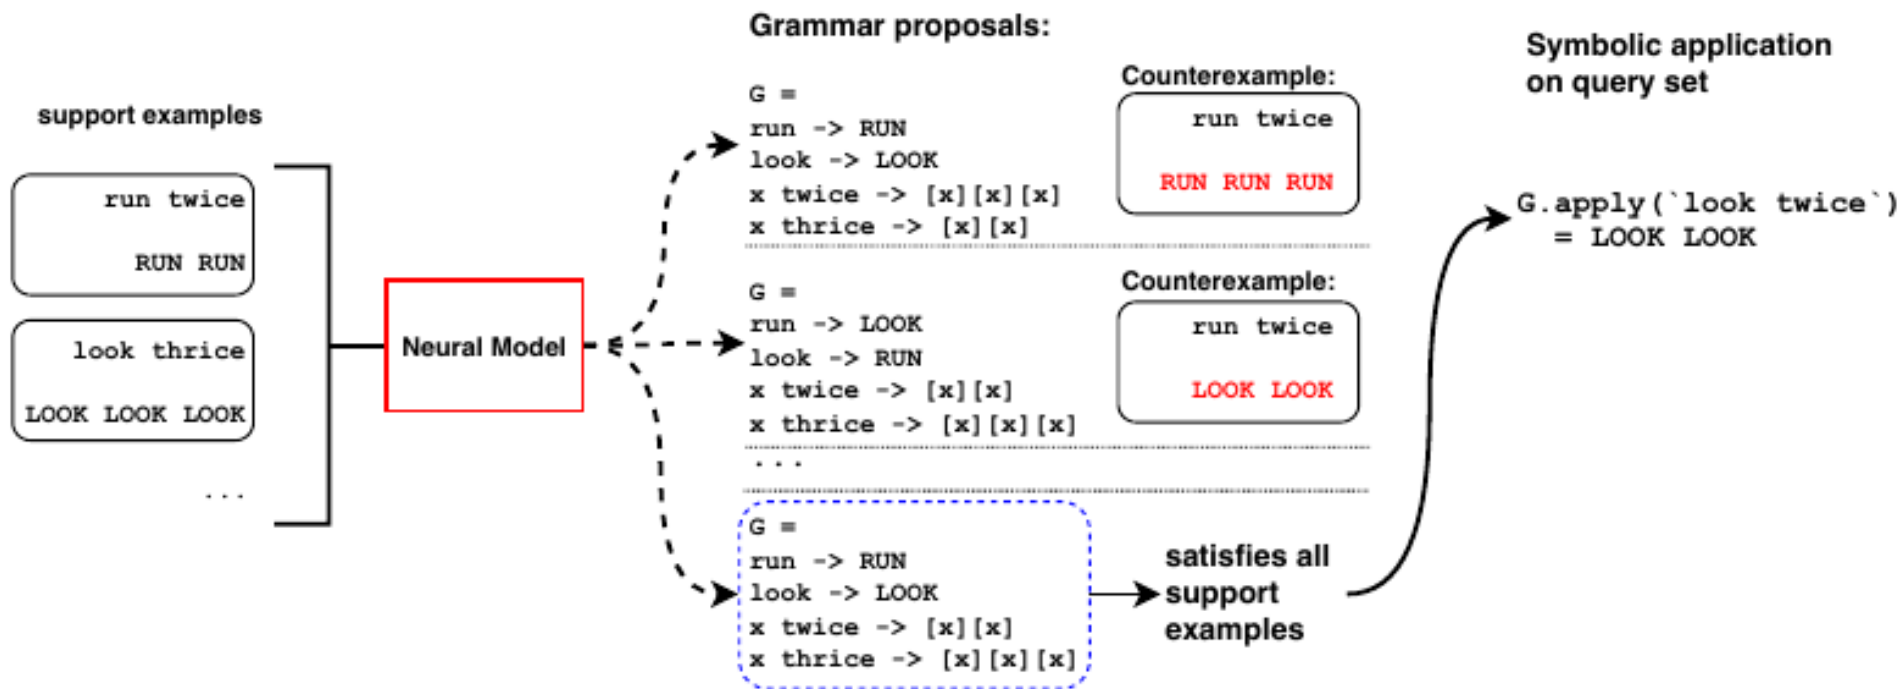 support examples
run twice
RUN RUN
look thrice
LOOK LOOK LOOK
...
Neural Model
Grammar proposals:
G =
run -> RUN
look -> LOOK
x twice -> [x][x][x]
x thrice -> [x][x]
Counterexample:
run twice
RUN RUN RUN
G =
run -> LOOK
look -> RUN
x twice -> [x][x]
x thrice -> [x][x][x]
Counterexample:
run twice
LOOK LOOK
...
G =
run -> RUN
look -> LOOK
x twice -> [x][x]
x thrice -> [x][x][x]
satisfies all
support
examples
Symbolic application
on query set
G.apply(`look twice`)
= LOOK LOOK